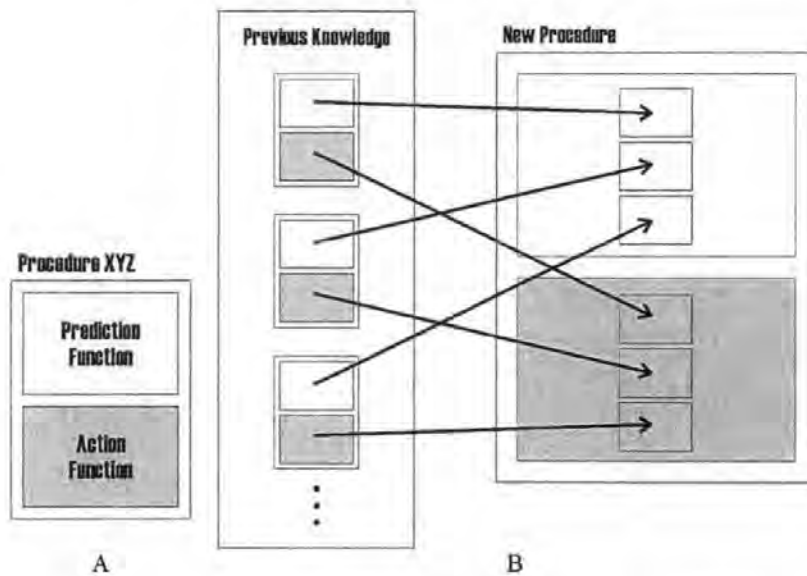 Previous Knowledge
New Procedure
Procedure XYZ
Prediction
Function
Action
Function
A
B